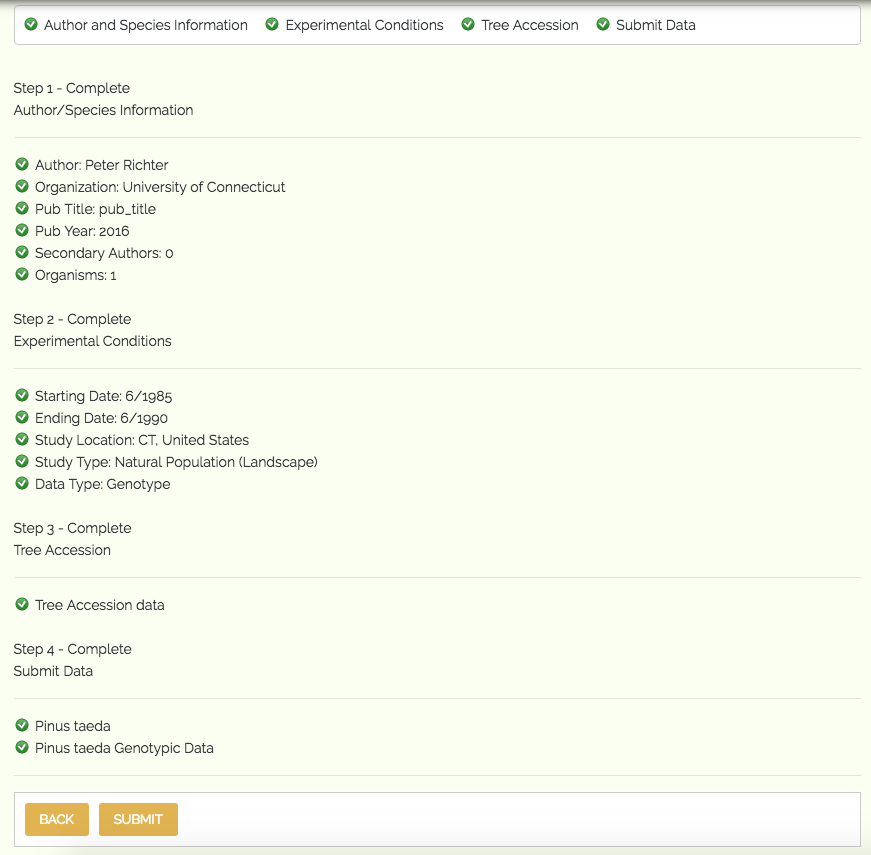 Author and Species Information Experimental Conditions Tree Accession Submit Data
Step 1 - Complete
Author/Species Information
Author: Peter Richter
Organization: University of Connecticut
Pub Title: pub_title
Pub Year: 2016
Secondary Authors: 0
Organisms: 1
Step 2 - Complete
Experimental Conditions
Starting Date: 6/1985
Ending Date: 6/1990
Study Location: CT, United States
Study Type: Natural Population (Landscape)
Data Type: Genotype
Step 3 - Complete
Tree Accession
Tree Accession data
Step 4 - Complete
Submit Data
Pinus taeda
Pinus taeda Genotypic Data
BACK SUBMIT